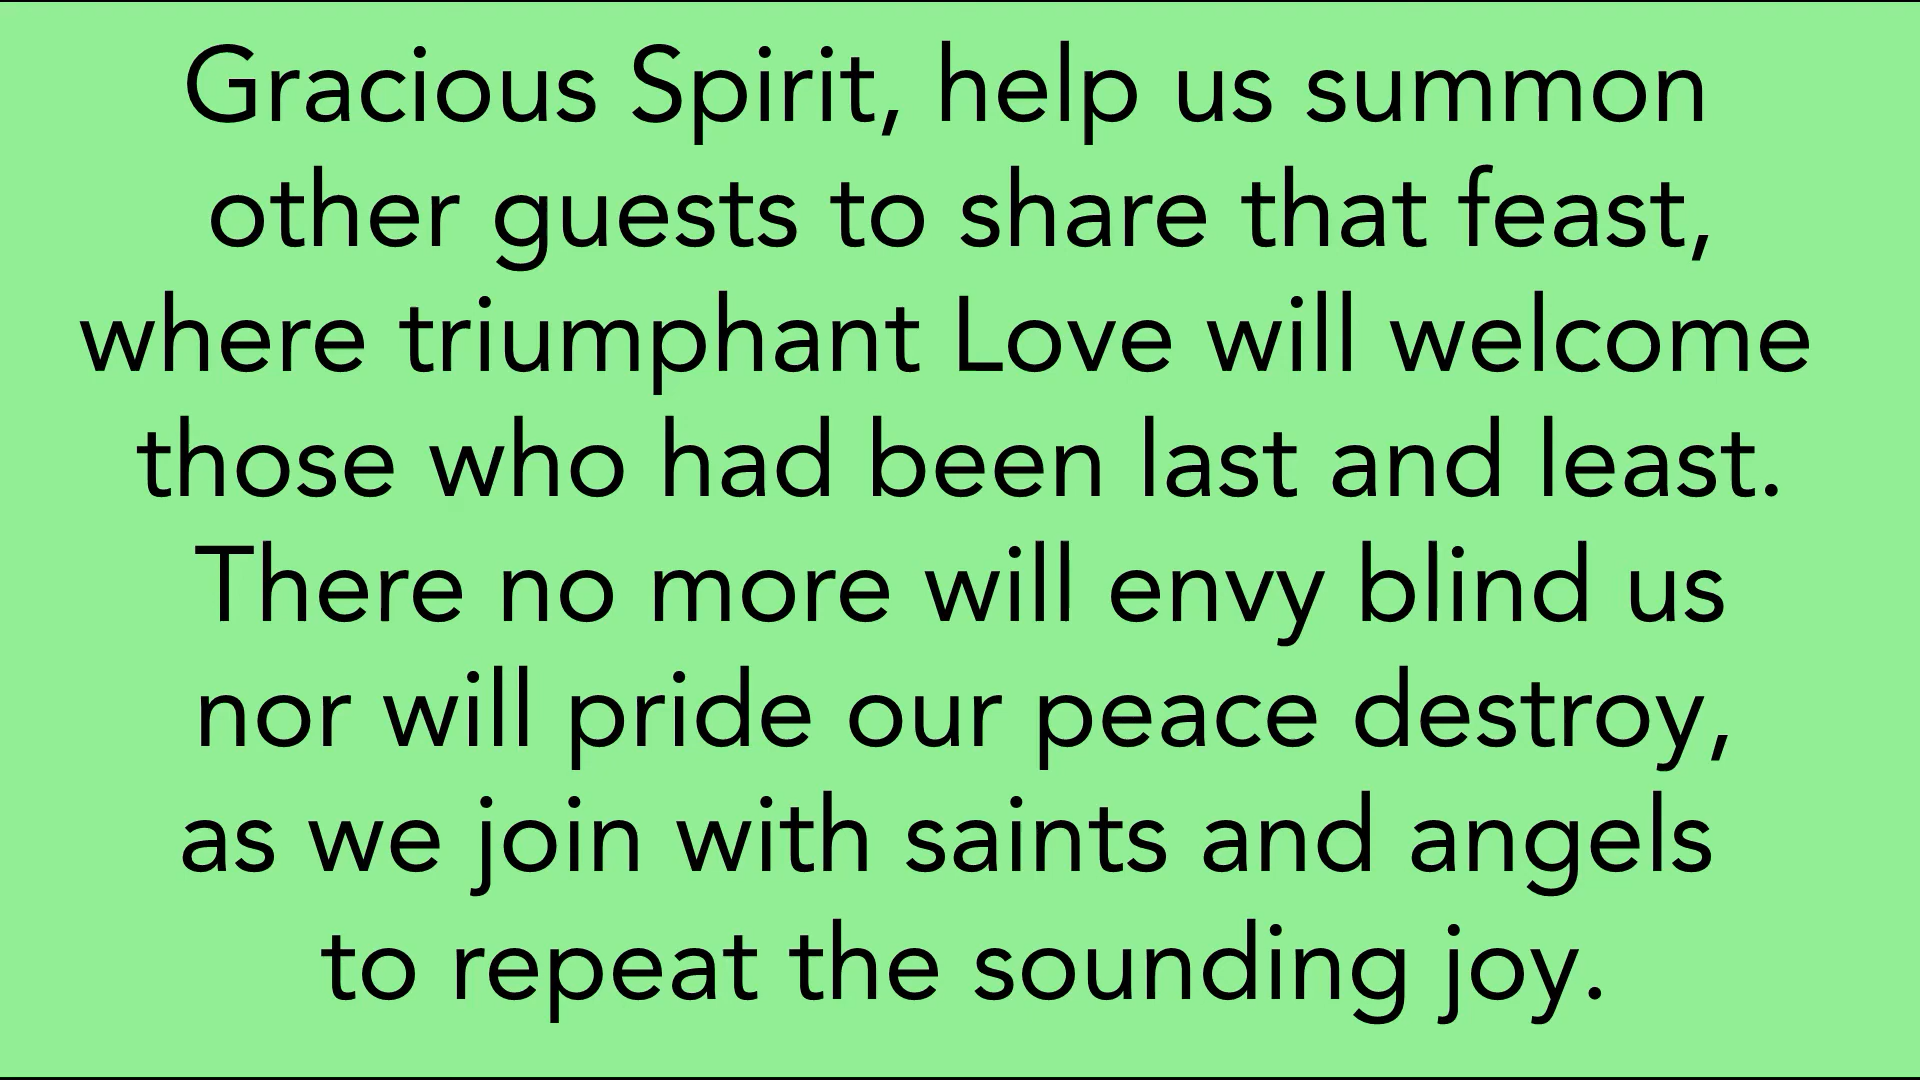 Gracious Spirit, help us summon
other guests to share that feast,
where triumphant Love will welcome
those who had been last and least.
There no more will envy blind us
nor will pride our peace destroy,
as we join with saints and angels
to repeat the sounding joy.